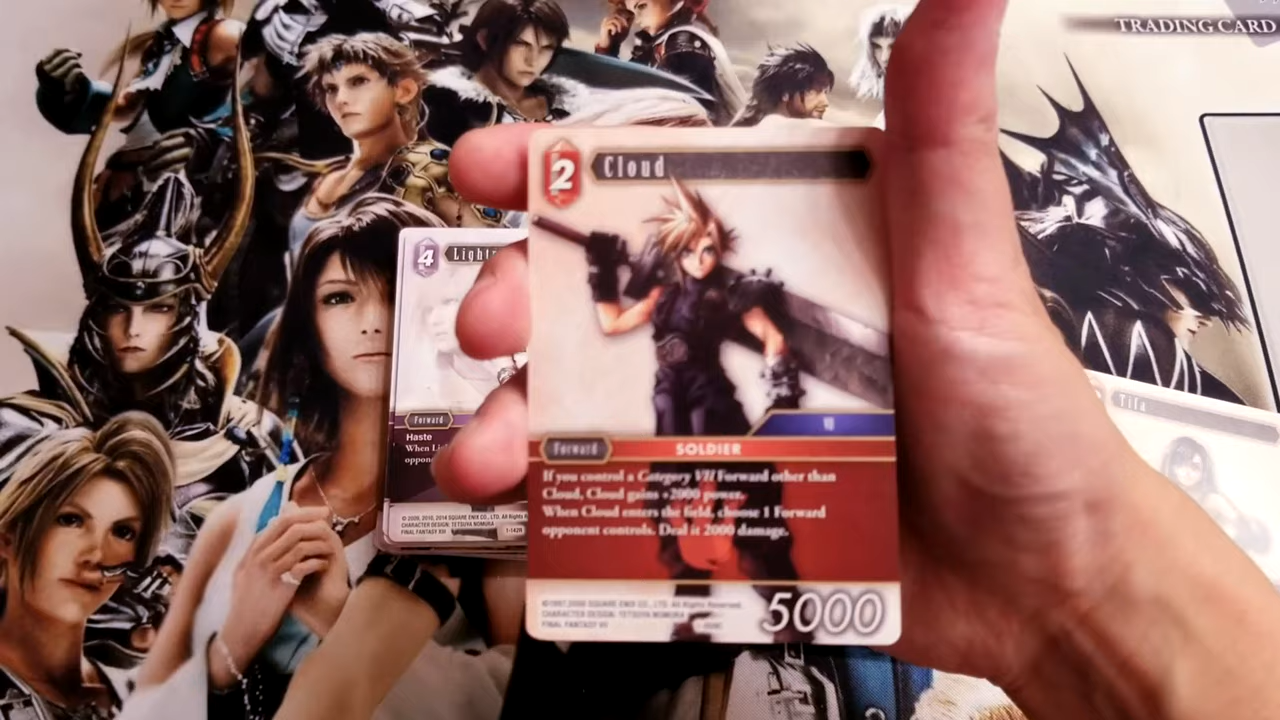 TRADING CARD
2
Cloud
4
Light
VII
Forward
SOLDIER
If you control a Category VII Forward other than
Cloud, Cloud gains +2000 power.
When Cloud enters the field, choose 1 Forward
opponent controls. Deal it 2000 damage.
©1997, 2005 SQUARE ENIX CO., LTD. All Rights Reserved.
CHARACTER DESIGN: TETSUYA NOMURA
FINAL FANTASY VII
5000
Forward
Haste
When Li
oppon
© 2009, 2010, 2014 SQUARE ENIX CO., LTD. All Rights R
CHARACTER DESIGN: TETSUYA NOMURA
FINAL FANTASY XIII
1-142R
Tifa